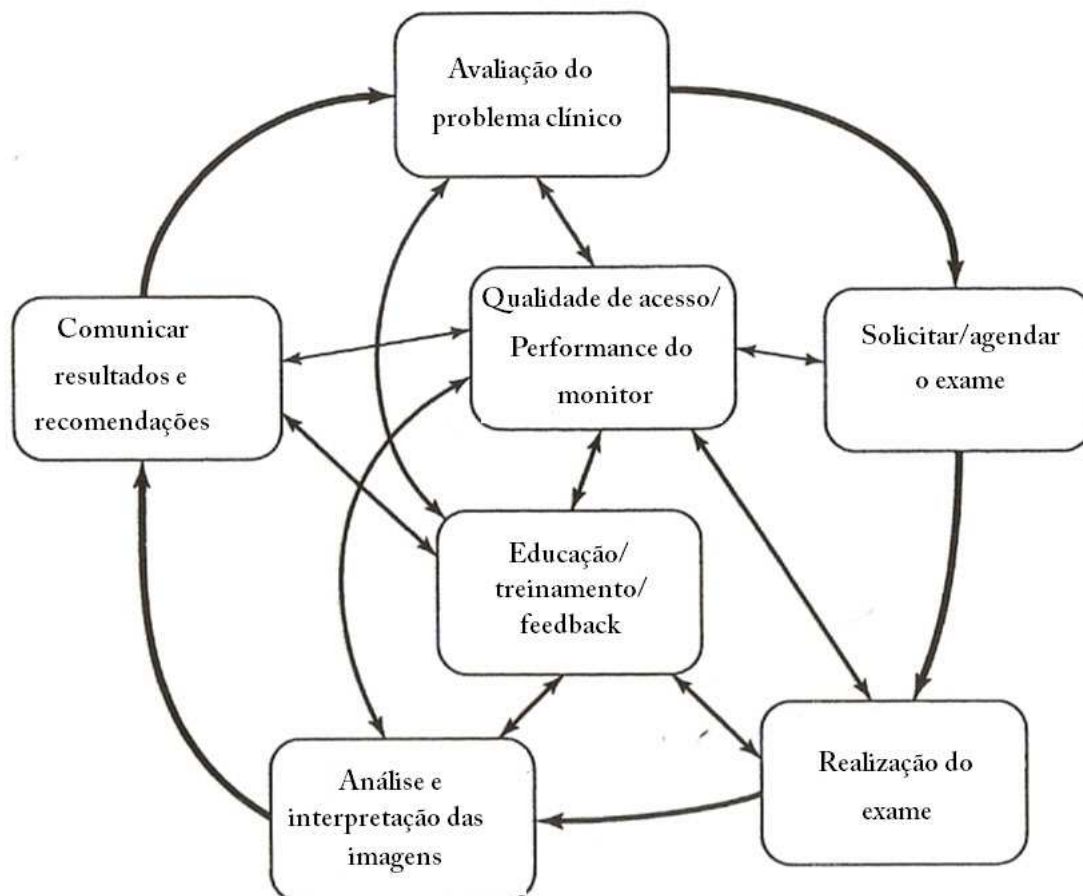 Avaliação do
problema clínico
Qualidade de acesso/
Performance do
monitor
Comunicar
resultados e
recomendações
Solicitar/agendar
o exame
Educação/
treinamento/
feedback
Realização do
exame
Análise e
interpretação das
imagens